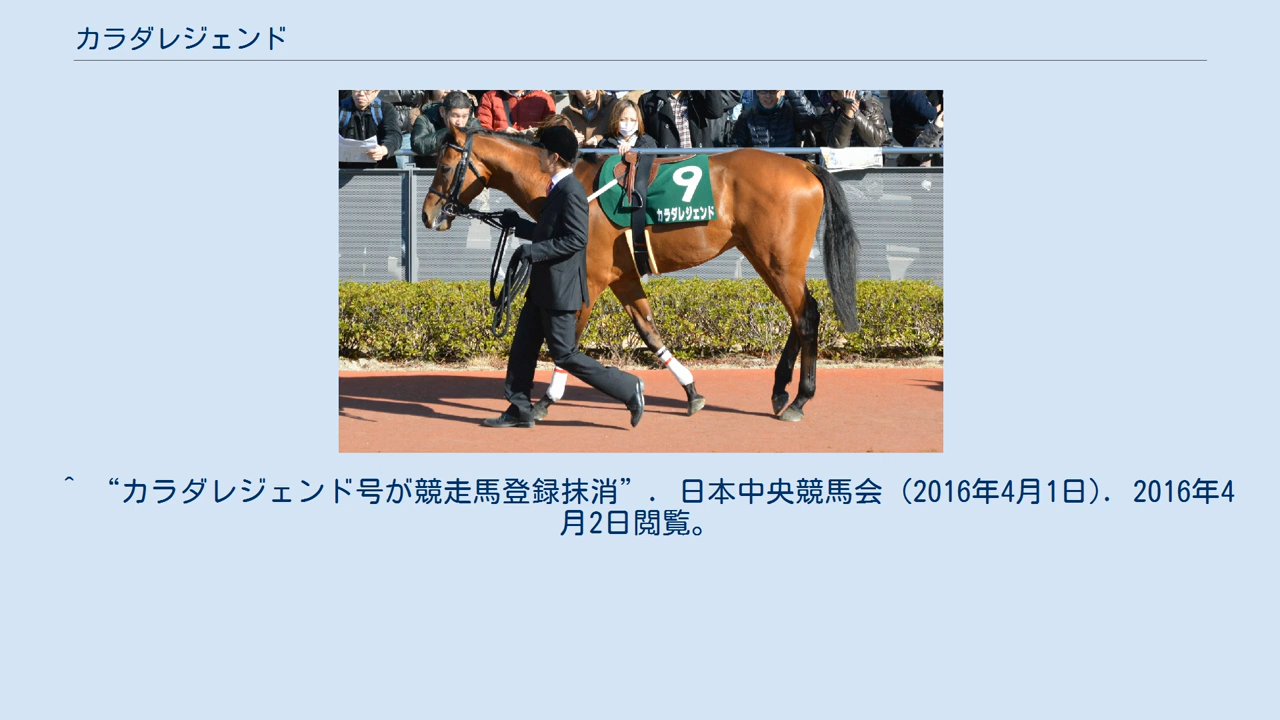 カラダレジェンド
9
カラダレジェンド
^ “カラダレジェンド号が競走馬登録抹消”. 日本中央競馬会 (2016年4月1日). 2016年4
月2日閲覧。